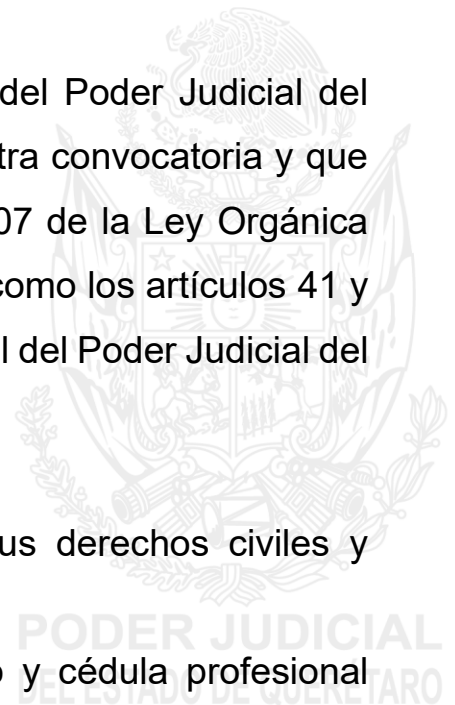 del Poder Judicial del
tra convocatoria y que
07 de la Ley Orgánica
como los artículos 41 y
l del Poder Judicial del
us derechos civiles y
PODER JUDICIAL
o y cédula profesional
DEL ESTADO DE QUERÉTARO